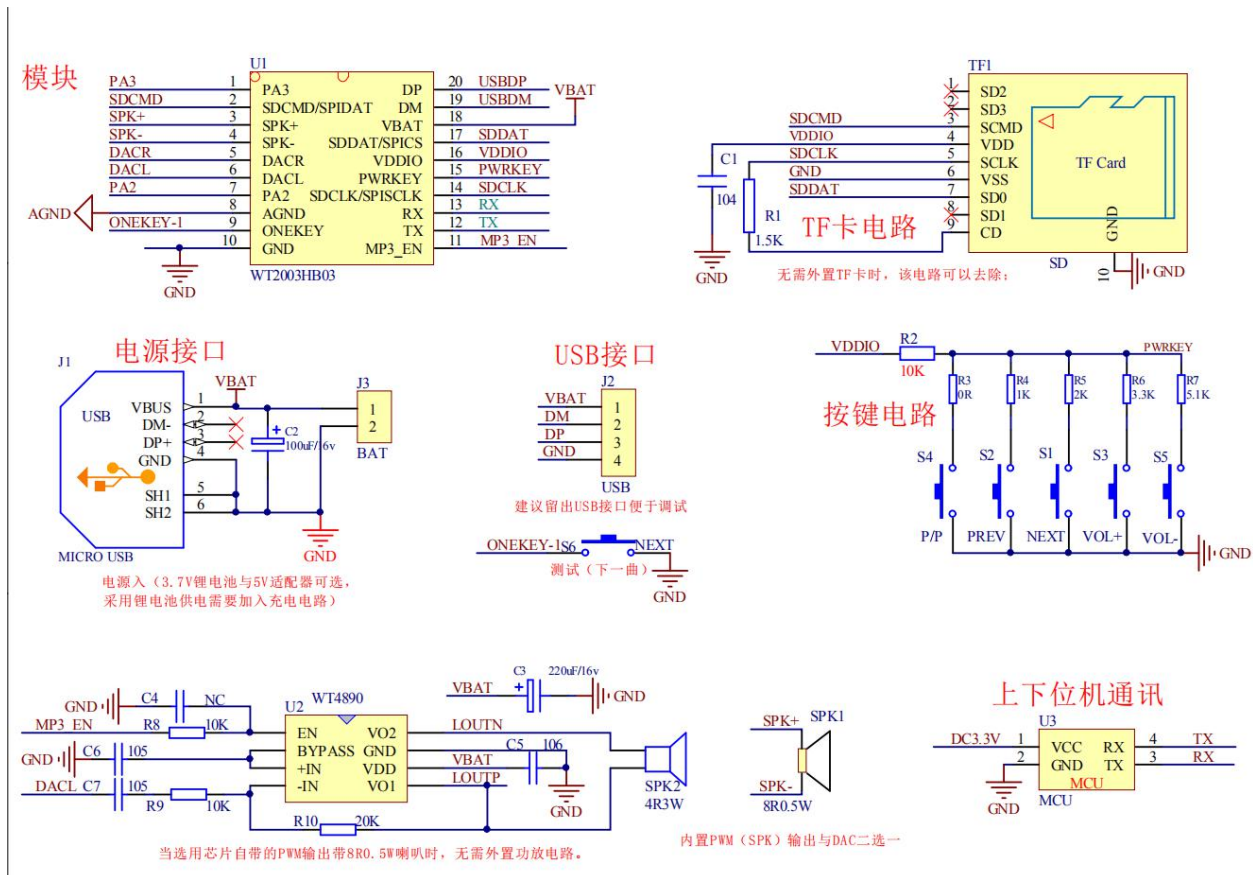 模块
U1
PA3 1 PA3 DP 20 USBDP
SDCMD 2 SDCMD/SPIDAT DM 19 USBDM
VBAT
SPK+ 3 SPK+ VBAT 18
SPK- 4 SPK- SDDAT/SPICS 17 SDDAT
DACR 5 DACR VDDIO 16 VDDIO
DACL 6 DACL PWRKEY 15 PWRKEY
PA2 7 PA2 SDCLK/SPISCLK 14 SDCLK
AGND 8 AGND RX 13 RX
ONEKEY-1 9 ONEKEY TX 12 TX
10 GND MP3_EN 11 MP3 EN
GND
WT2003HB03
TF1
1 SD2
2 SD3
SDCMD 3 SCMD
VDDIO 4 VDD
SDCLK 5 SCLK
GND 6 VSS
SDDAT 7 SD0
8 SD1
9 CD
TF Card
GND
10
GND
SD
C1
104
R1
1.5K
GND
TF卡电路
无需外置TF卡时，该电路可以去除；
电源接口
J1
USB
VBAT
VBUS 1
DM- 2
DP+ 3
GND 4
SH1 5
SH2 6
MICRO USB
C2
100uF/16v
J3
1
2
BAT
GND
电源入（3.7V锂电池与5V适配器可选，
采用锂电池供电需要加入充电电路）
USB接口
J2
VBAT 1
DM 2
DP 3
GND 4
USB
建议留出USB接口便于调试
ONEKEY-1 S6 NEXT
测试（下一曲）
GND
按键电路
VDDIO R2 PWRKEY
10K
R3 R4 R5 R6 R7
0R 1K 2K 3.3K 5.1K
S4 S2 S1 S3 S5
P/P PREV NEXT VOL+ VOL-
GND
GND C4 NC
MP3_EN R8 10K
GND C6 105
DACL C7 105
R9 10K
R10 20K
U2 WT4890
EN VO2 LOUTN
BYPASS GND
+IN VDD VBAT
-IN VO1 LOUTP
VBAT C3 220uF/16v GND
C5 106
GND
SPK2
4R3W
当选用芯片自带的PWM输出带8R0.5W喇叭时，无需外置功放电路。
SPK+ SPK1
SPK-
8R0.5W
内置PWM（SPK）输出与DAC二选一
上下位机通讯
U3
DC3.3V 1 VCC RX 4 TX
2 GND TX 3 RX
MCU
GND
MCU